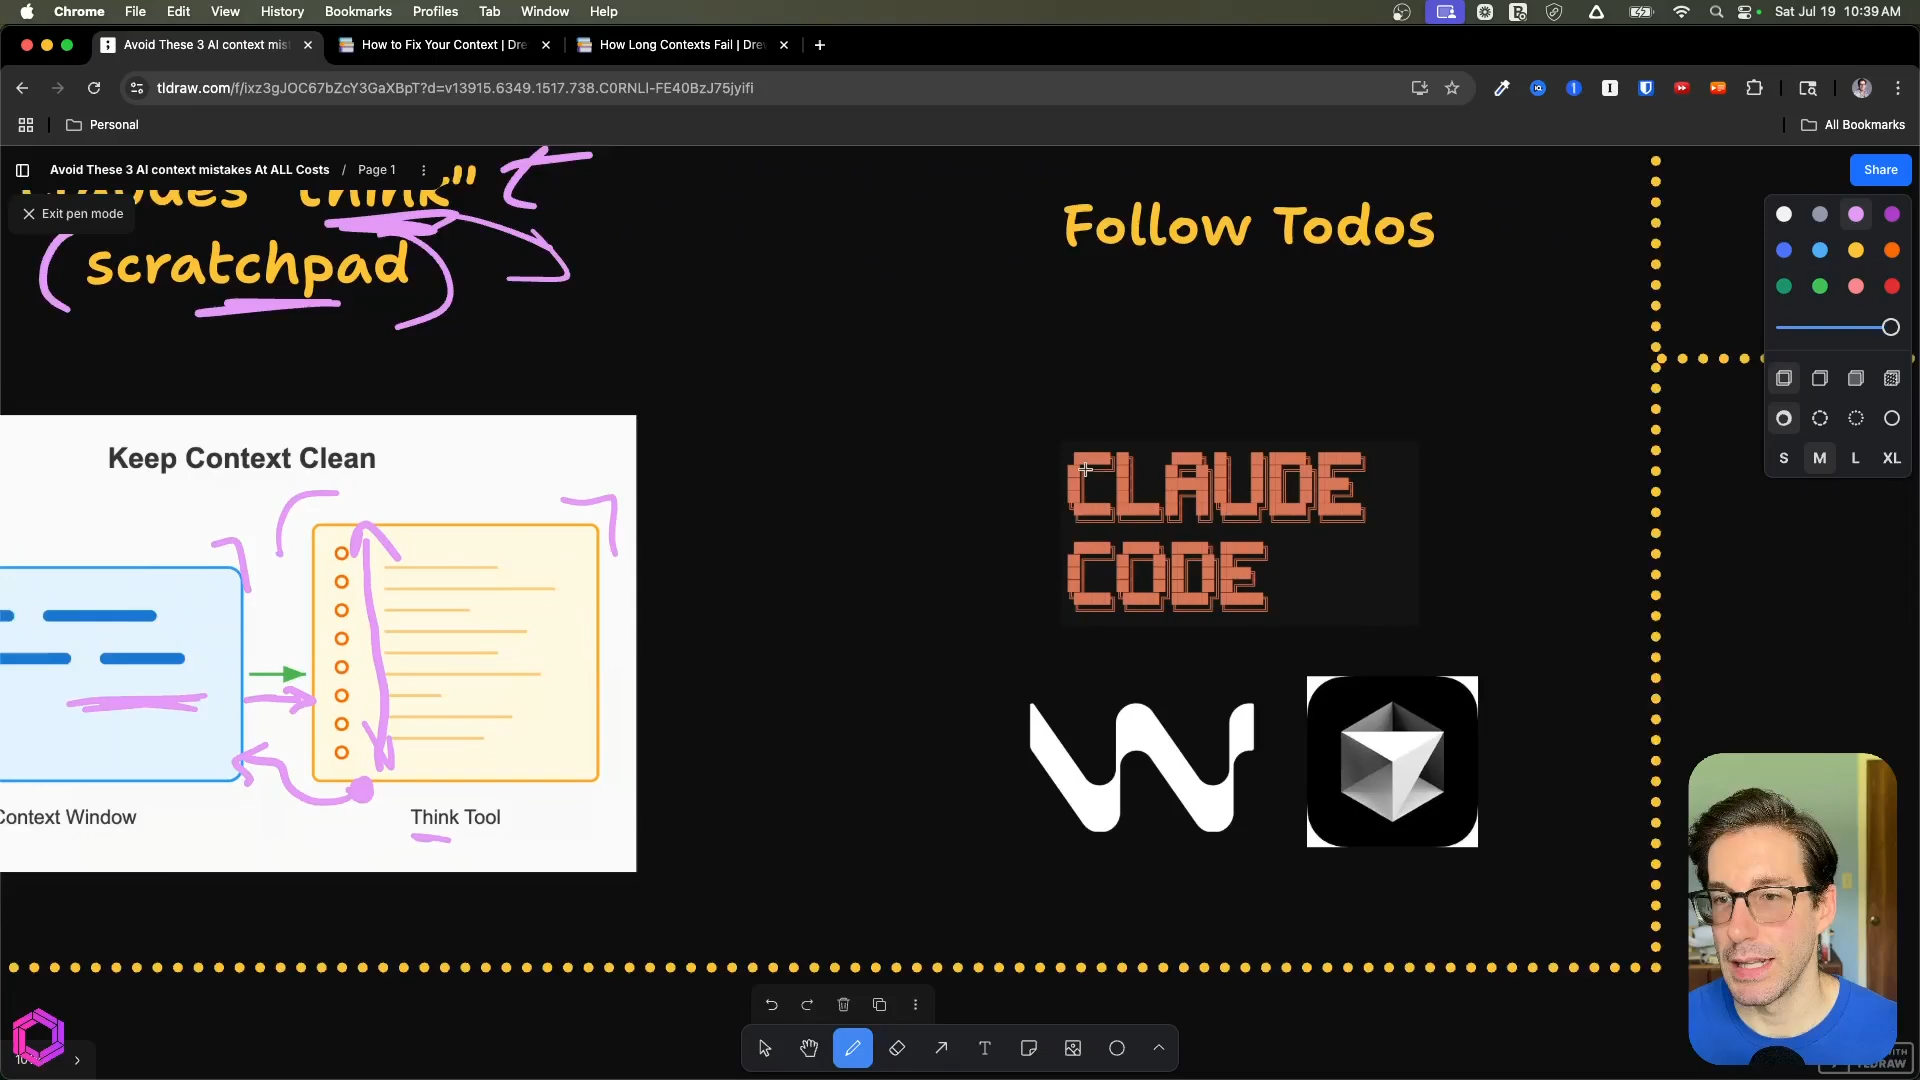 Chrome File Edit View History Bookmarks Profiles Tab Window Help Sat Jul 19 10:39 AM
Avoid These 3 AI context mis How to Fix Your Context | Dre How Long Contexts Fail | Drew
tldraw.com/f/ixz3gJOC67bZcY3GaXBpT?d=v13915.6349.1517.738.C0RNLI-FE40BzJ75jyifi
Personal All Bookmarks
Avoid These 3 AI context mistakes At ALL Costs / Page 1
Share
"think"
Exit pen mode
scratchpad
Follow Todos
S M L XL
Keep Context Clean
CLAUDE
CODE
Context Window
Think Tool